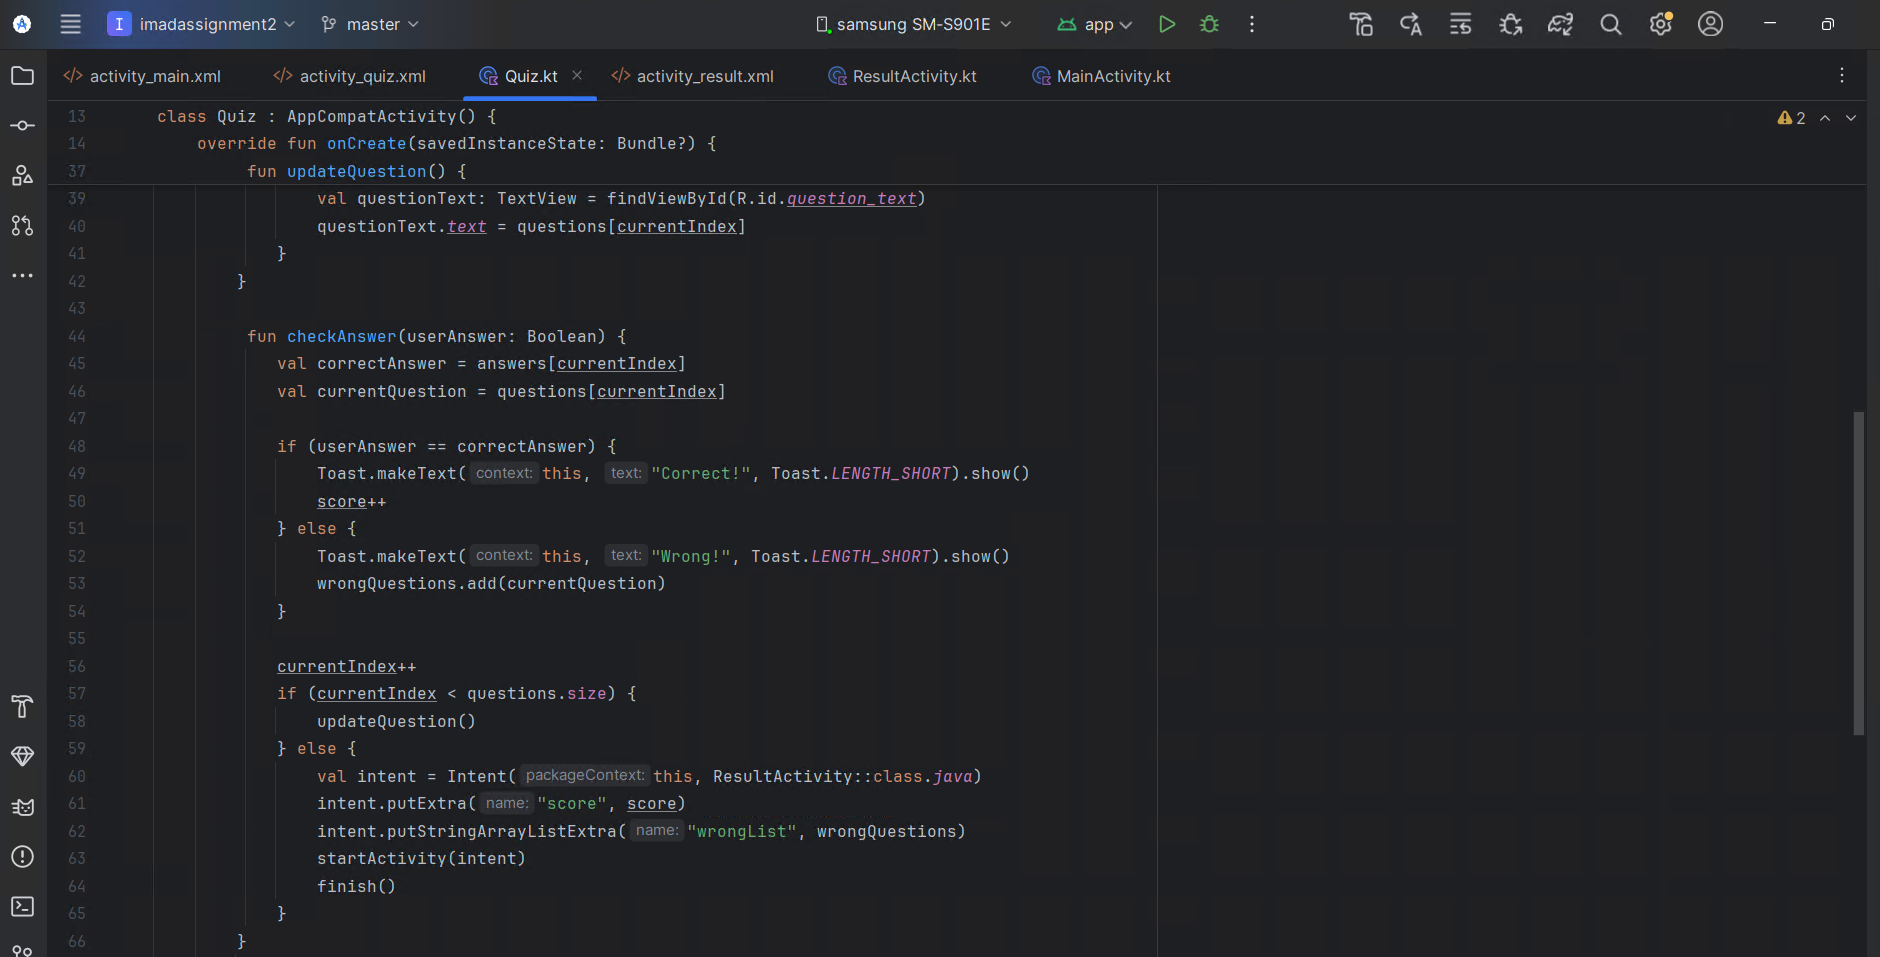 I imadassignment2 master samsung SM-S901E app
activity_main.xml activity_quiz.xml Quiz.kt activity_result.xml ResultActivity.kt MainActivity.kt
13 class Quiz : AppCompatActivity() { 2
14 override fun onCreate(savedInstanceState: Bundle?) {
37 fun updateQuestion() {
39 val questionText: TextView = findViewById(R.id.question_text)
40 questionText.text = questions[currentIndex]
41 }
42 }
43
44 fun checkAnswer(userAnswer: Boolean) {
45 val correctAnswer = answers[currentIndex]
46 val currentQuestion = questions[currentIndex]
47
48 if (userAnswer == correctAnswer) {
49 Toast.makeText( context: this, text: "Correct!", Toast.LENGTH_SHORT).show()
50 score++
51 } else {
52 Toast.makeText( context: this, text: "Wrong!", Toast.LENGTH_SHORT).show()
53 wrongQuestions.add(currentQuestion)
54 }
55
56 currentIndex++
57 if (currentIndex < questions.size) {
58 updateQuestion()
59 } else {
60 val intent = Intent( packageContext: this, ResultActivity::class.java)
61 intent.putExtra( name: "score", score)
62 intent.putStringArrayListExtra( name: "wrongList", wrongQuestions)
63 startActivity(intent)
64 finish()
65 }
66 }